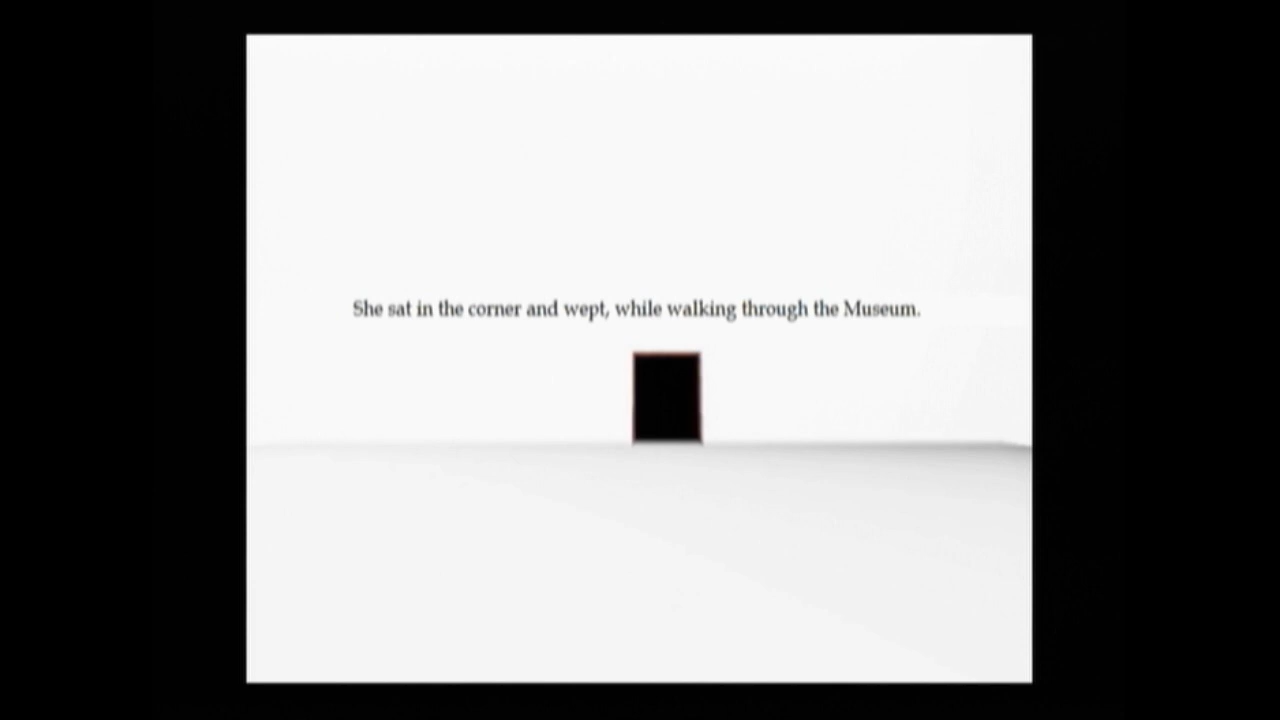 She sat in the corner and wept, while walking through the Museum.